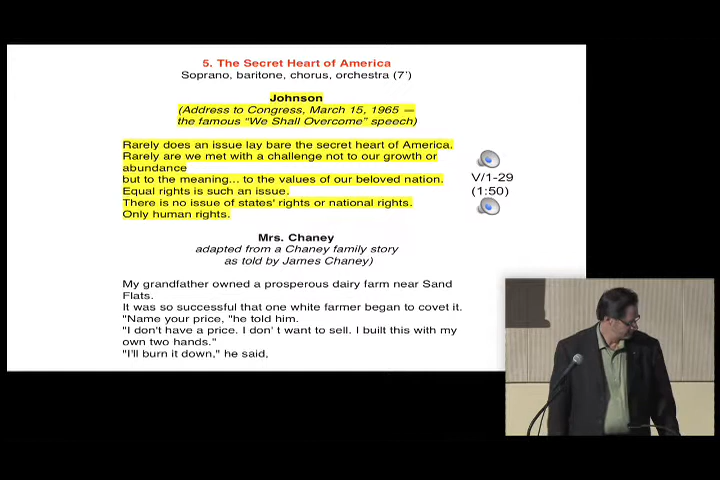 5. The Secret Heart of America
Soprano, baritone, chorus, orchestra (7')
Johnson
(Address to Congress, March 15, 1965 —
the famous "We Shall Overcome" speech)
Rarely does an issue lay bare the secret heart of America.
Rarely are we met with a challenge not to our growth or
abundance
but to the meaning... to the values of our beloved nation.
Equal rights is such an issue.
There is no issue of states' rights or national rights.
Only human rights.
V/1-29
(1:50)
Mrs. Chaney
adapted from a Chaney family story
as told by James Chaney)
My grandfather owned a prosperous dairy farm near Sand
Flats.
It was so successful that one white farmer began to covet it.
"Name your price, "he told him.
"I don't have a price. I don' t want to sell. I built this with my
own two hands."
"I'll burn it down," he said,